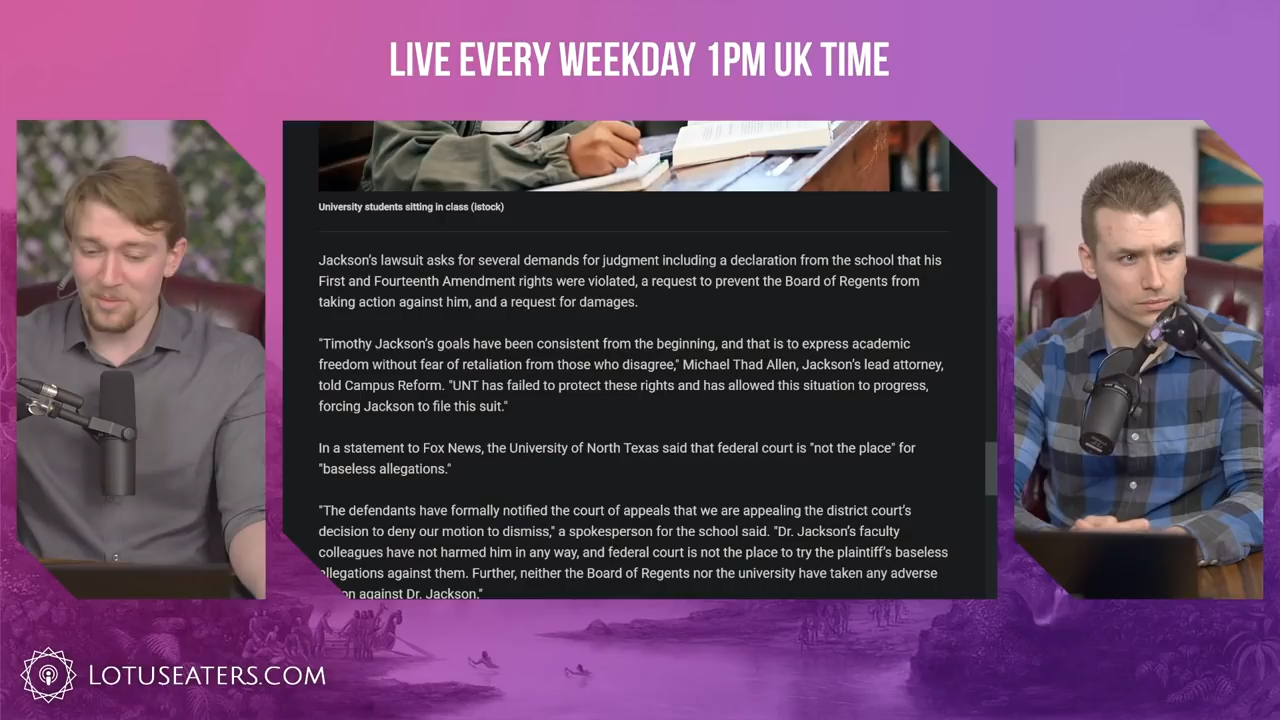 LIVE EVERY WEEKDAY 1PM UK TIME
University students sitting in class (istock)
Jackson's lawsuit asks for several demands for judgment including a declaration from the school that his
First and Fourteenth Amendment rights were violated, a request to prevent the Board of Regents from
taking action against him, and a request for damages.
"Timothy Jackson's goals have been consistent from the beginning, and that is to express academic
freedom without fear of retaliation from those who disagree," Michael Thad Allen, Jackson's lead attorney,
told Campus Reform. "UNT has failed to protect these rights and has allowed this situation to progress,
forcing Jackson to file this suit."
In a statement to Fox News, the University of North Texas said that federal court is "not the place" for
"baseless allegations."
"The defendants have formally notified the court of appeals that we are appealing the district court's
decision to deny our motion to dismiss," a spokesperson for the school said. "Dr. Jackson's faculty
colleagues have not harmed him in any way, and federal court is not the place to try the plaintiff's baseless
allegations against them. Further, neither the Board of Regents nor the university have taken any adverse
on against Dr. Jackson."
LOTUSEATERS.COM